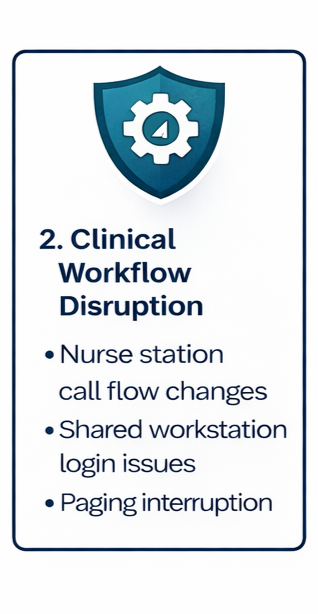 2. Clinical
Workflow
Disruption
• Nurse station
call flow changes
• Shared workstation
login issues
• Paging interruption